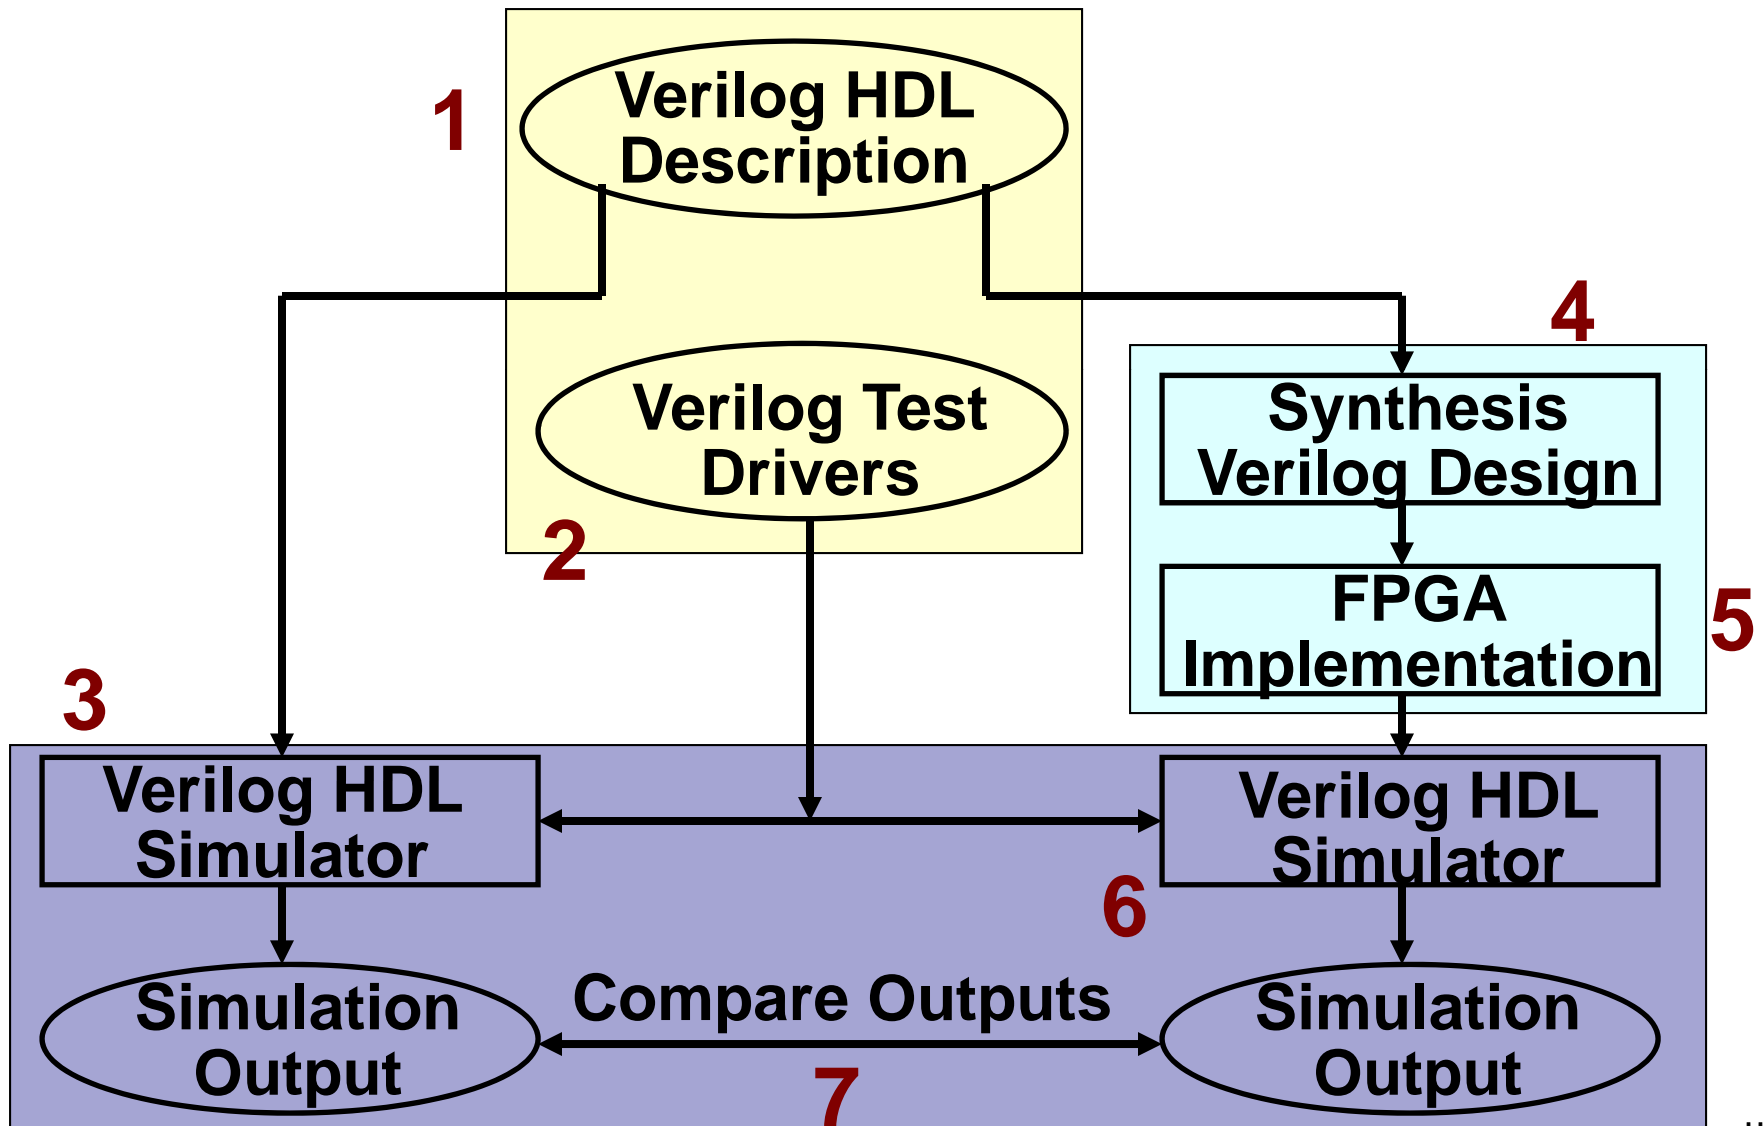 1
Verilog HDL
Description
4
Verilog Test
Drivers
2
Synthesis
Verilog Design
FPGA
Implementation
5
3
Verilog HDL
Simulator
Verilog HDL
Simulator
6
Simulation
Output
Compare Outputs
7
Simulation
Output